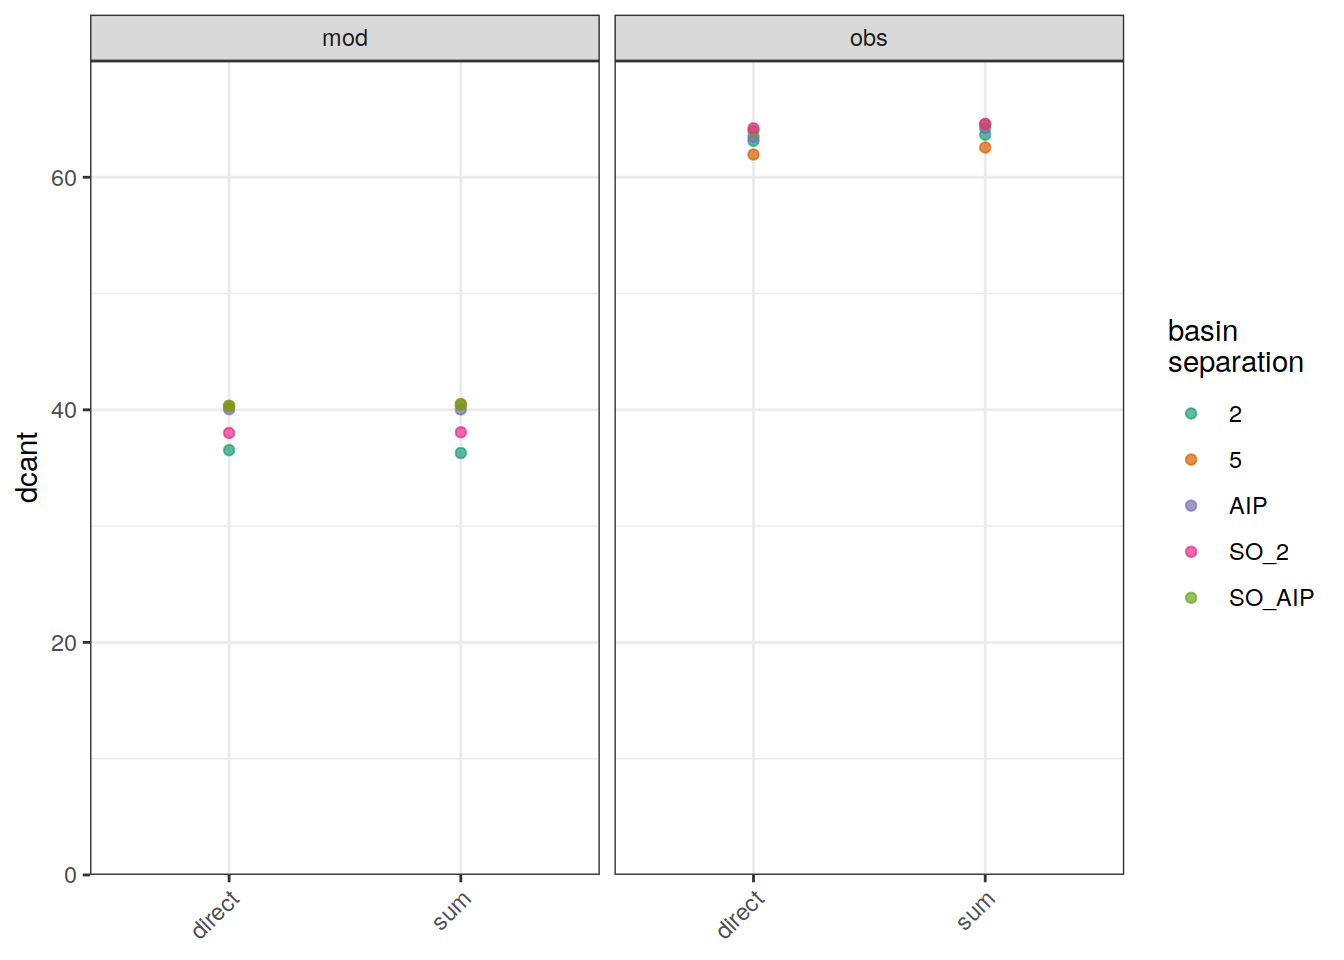 mod
obs
dcant
60
40
20
0
direct
sum
direct
sum
basin
separation
2
5
AIP
SO_2
SO_AIP